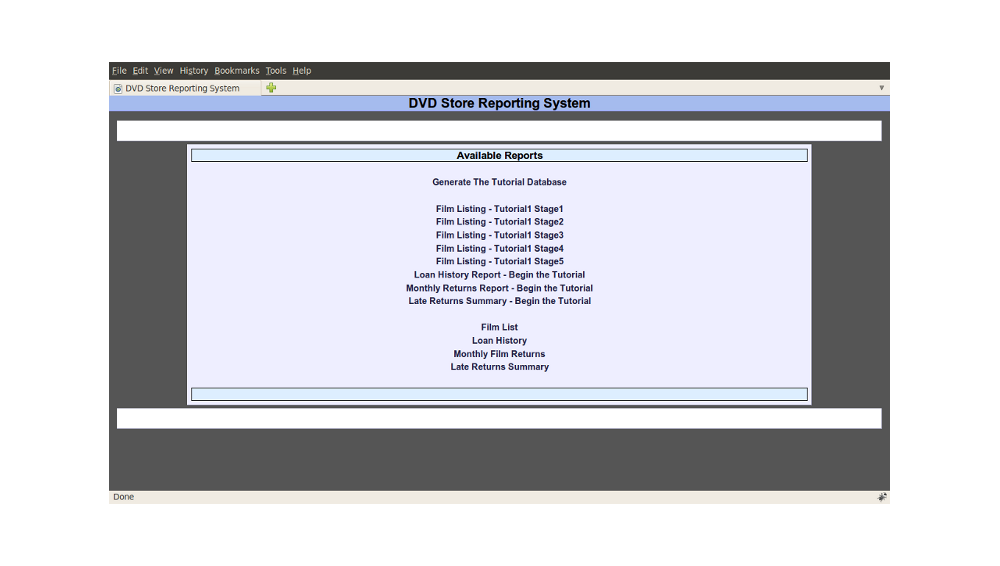 File Edit View History Bookmarks Tools Help
DVD Store Reporting System
DVD Store Reporting System
Available Reports
Generate The Tutorial Database
Film Listing - Tutorial1 Stage1
Film Listing - Tutorial1 Stage2
Film Listing - Tutorial1 Stage3
Film Listing - Tutorial1 Stage4
Film Listing - Tutorial1 Stage5
Loan History Report - Begin the Tutorial
Monthly Returns Report - Begin the Tutorial
Late Returns Summary - Begin the Tutorial
Film List
Loan History
Monthly Film Returns
Late Returns Summary
Done